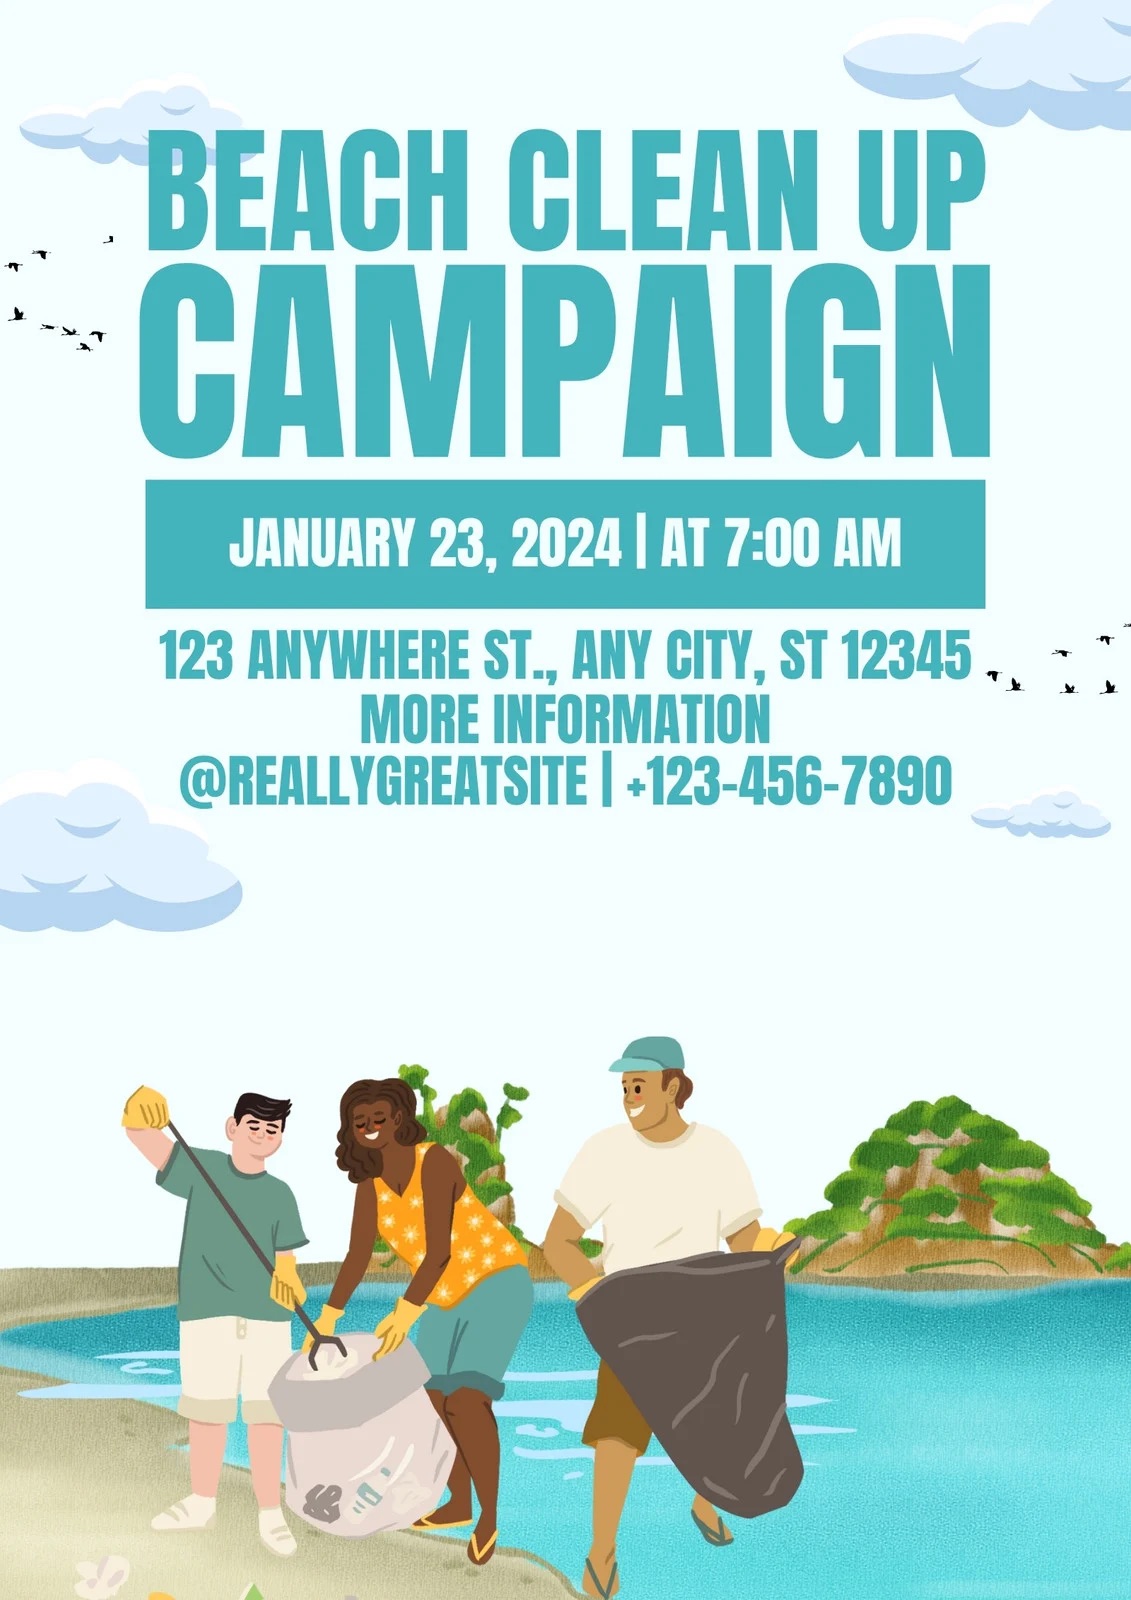 BEACH CLEAN UP
CAMPAIGN
JANUARY 23, 2024 | AT 7:00 AM
123 ANYWHERE ST., ANY CITY, ST 12345
MORE INFORMATION
@REALLYGREATSITE | +123-456-7890